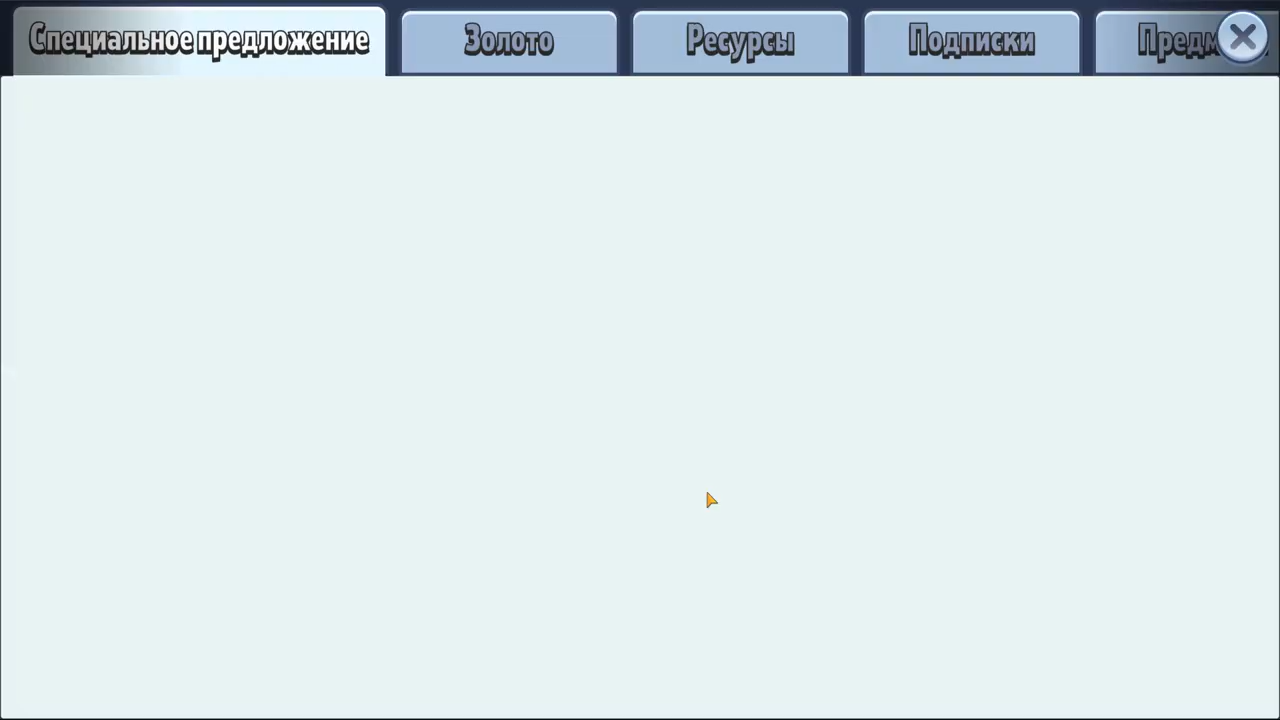 Специальное предложение
Золото
Ресурсы
Подписки